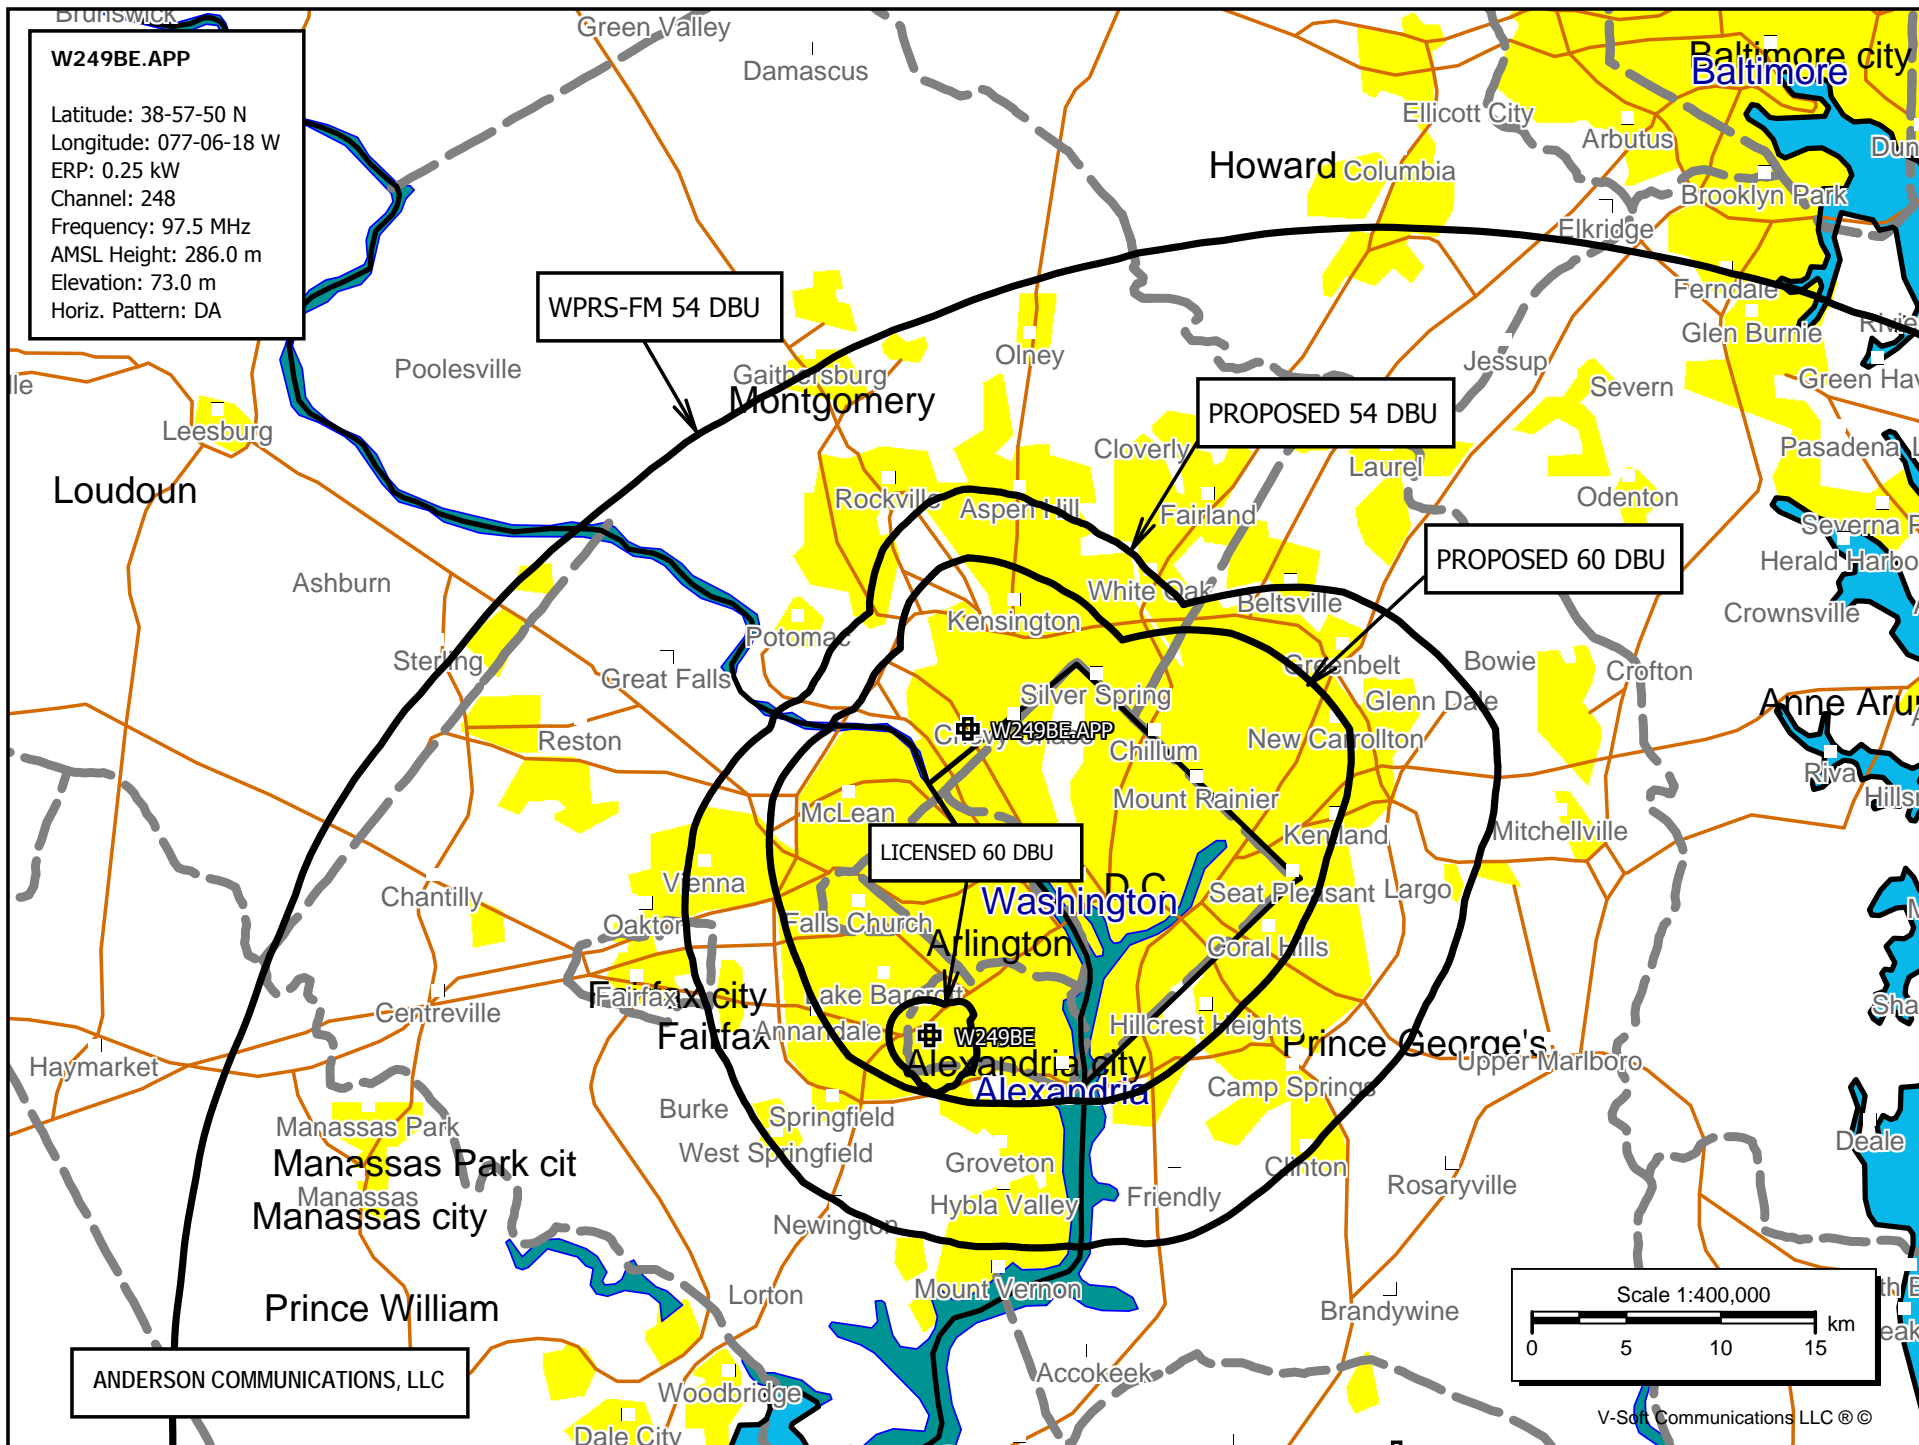 Brunswick
Green Valley
Damascus
W249BE.APP
Latitude: 38-57-50 N
Longitude: 077-06-18 W
ERP: 0.25 kW
Channel: 248
Frequency: 97.5 MHz
AMSL Height: 286.0 m
Elevation: 73.0 m
Horiz. Pattern: DA
Baltimore city
Baltimore
Ellicott City
Arbutus
Dun
Howard
Columbia
Brooklyn Park
Elkridge
Ferndale
Glen Burnie
Rivie
WPRS-FM 54 DBU
Olney
Jessup
Severn
Green Hav
Poolesville
Gaithersburg
Montgomery
lle
Leesburg
PROPOSED 54 DBU
Cloverly
Laurel
Pasadena L
Loudoun
Rockville
Aspen Hill
Fairland
Odenton
Severna P
PROPOSED 60 DBU
Herald Harbo
Ashburn
White Oak
Beltsville
Crownsville
Kensington
Potomac
Sterling
Great Falls
Greenbelt
Bowie
Crofton
Silver Spring
Glenn Dale
Anne Aru
Reston
Chevy Chase
W249BE.APP
Chillum
New Carrollton
Riva
Hills
McLean
Mount Rainier
Kentland
Mitchellville
LICENSED 60 DBU
Vienna
D.C.
Chantilly
Washington
Seat Pleasant
Largo
Oakton
Falls Church
Arlington
Coral Hills
Fairfax city
Fairfax
Lake Barcroft
Centreville
Annandale
Fairfax
W249BE
Hillcrest Heights
Prince George's
Sha
Haymarket
Alexandria city
Alexandria
Upper Marlboro
Camp Springs
Burke
Springfield
Deale
Manassas Park
West Springfield
Manassas Park cit
Groveton
Clinton
Manassas
Rosaryville
Manassas city
Hybla Valley
Friendly
Newington
Mount Vernon
Lorton
Prince William
Brandywine
Scale 1:400,000
km
0 5 10 15
th B
eak
ANDERSON COMMUNICATIONS, LLC
Accokeek
Woodbridge
V-Soft Communications LLC ® ©
Dale City